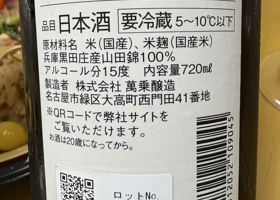 品目 日本酒 要冷蔵 5～10℃以下
原材料名 米(国産)、米麹(国産米)
兵庫黒田庄産山田錦100%
アルコール分15度 内容量720㎖
製造者 株式会社 萬乗醸造
名古屋市緑区大高町西門田41番地
※QRコードで弊社サイトを
ご覧いただけます。
お酒は20歳になってから。
ロットNo.